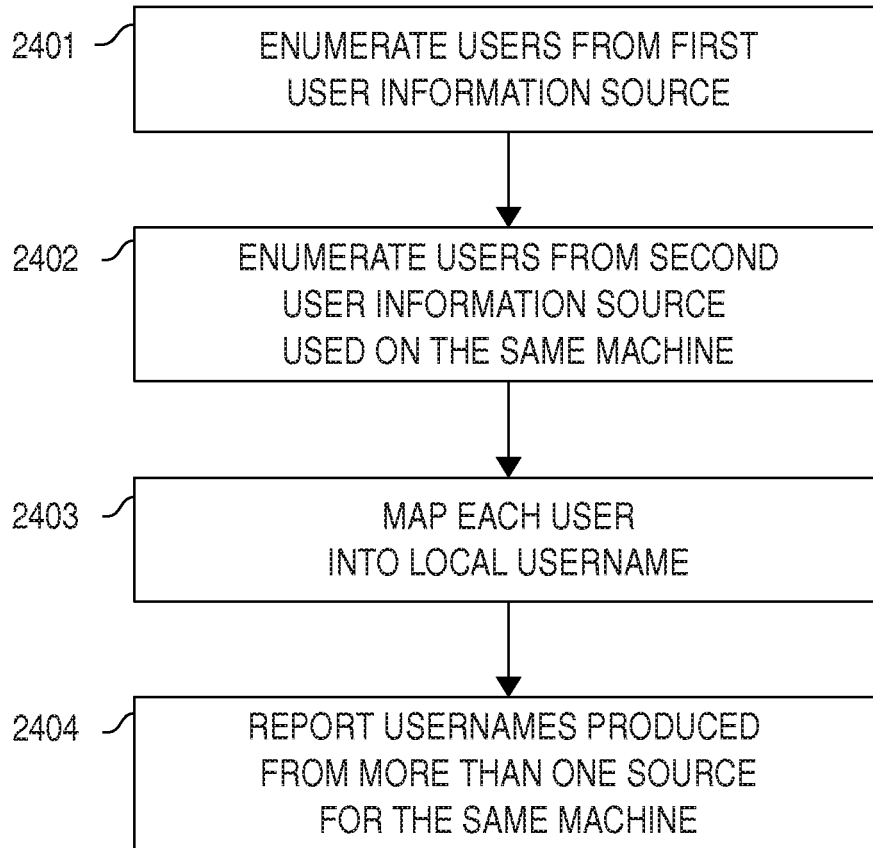 2401
ENUMERATE USERS FROM FIRST
USER INFORMATION SOURCE
2402
ENUMERATE USERS FROM SECOND
USER INFORMATION SOURCE
USED ON THE SAME MACHINE
2403
MAP EACH USER
INTO LOCAL USERNAME
2404
REPORT USERNAMES PRODUCED
FROM MORE THAN ONE SOURCE
FOR THE SAME MACHINE